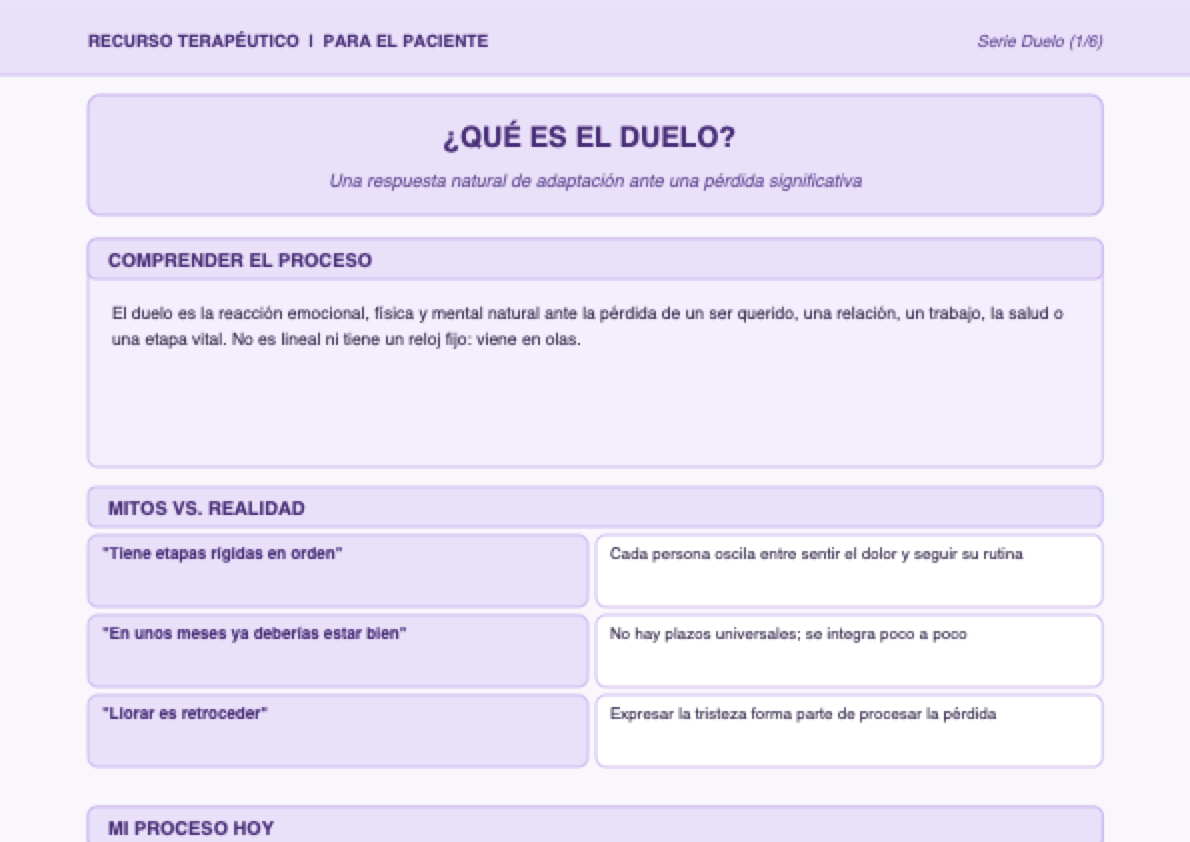 RECURSO TERAPÉUTICO | PARA EL PACIENTE
Serie Duelo (1/6)
¿QUÉ ES EL DUELO?
Una respuesta natural de adaptación ante una pérdida significativa
COMPRENDER EL PROCESO
El duelo es la reacción emocional, física y mental natural ante la pérdida de un ser querido, una relación, un trabajo, la salud o
una etapa vital. No es lineal ni tiene un reloj fijo: viene en olas.
MITOS VS. REALIDAD
"Tiene etapas rígidas en orden"
Cada persona oscila entre sentir el dolor y seguir su rutina
"En unos meses ya deberías estar bien"
No hay plazos universales; se integra poco a poco
"Llorar es retroceder"
Expresar la tristeza forma parte de procesar la pérdida
MI PROCESO HOY